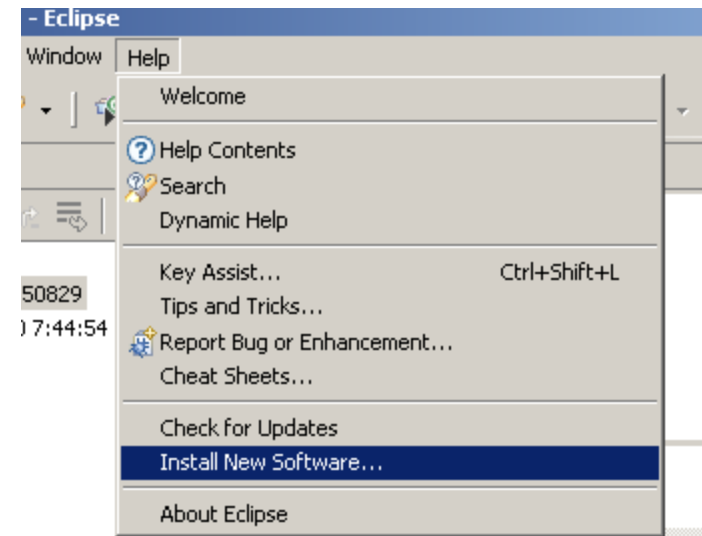 - Eclipse
Window Help
Welcome
Help Contents
Search
Dynamic Help
Key Assist... Ctrl+Shift+L
50829
Tips and Tricks...
) 7:44:54
Report Bug or Enhancement...
Cheat Sheets...
Check for Updates
Install New Software...
About Eclipse